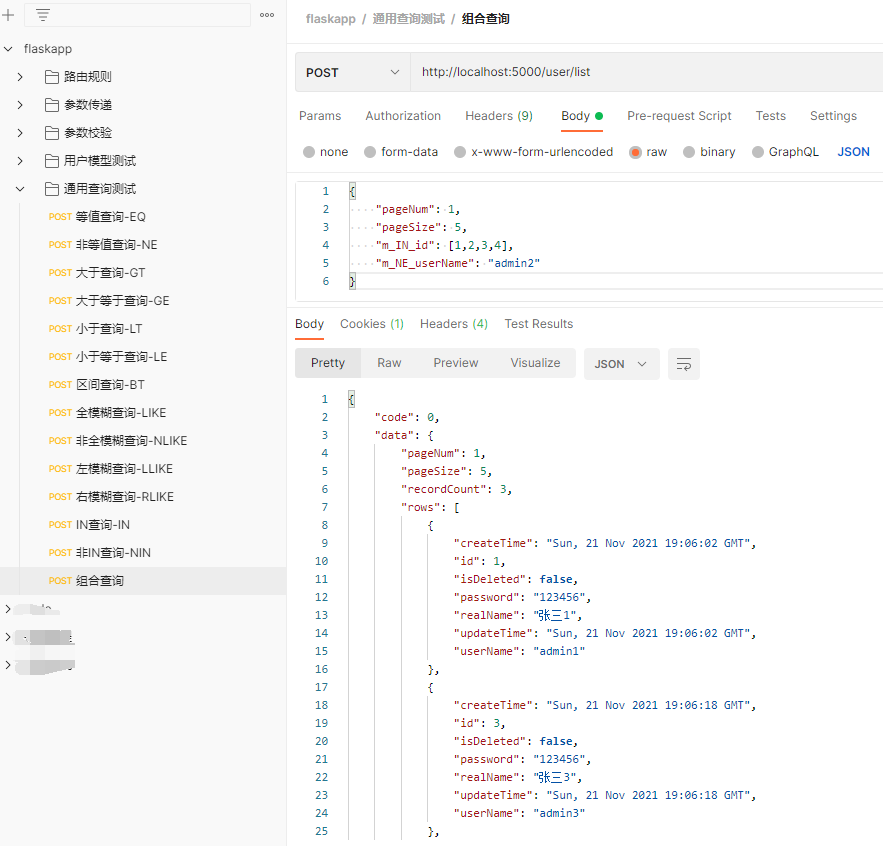 flaskapp
路由规则
参数传递
参数校验
用户模型测试
通用查询测试
POST 等值查询-EQ
POST 非等值查询-NE
POST 大于查询-GT
POST 大于等于查询-GE
POST 小于查询-LT
POST 小于等于查询-LE
POST 区间查询-BT
POST 全模糊查询-LIKE
POST 非全模糊查询-NLIKE
POST 左模糊查询-LLIKE
POST 右模糊查询-RLIKE
POST IN查询-IN
POST 非IN查询-NIN
POST 组合查询
flaskapp / 通用查询测试 / 组合查询
POST http://localhost:5000/user/list
Params Authorization Headers (9) Body Pre-request Script Tests Settings
none form-data x-www-form-urlencoded raw binary GraphQL JSON
1 {
2 "pageNum": 1,
3 "pageSize": 5,
4 "m_IN_id": [1,2,3,4],
5 "m_NE_userName": "admin2"
6 }
Body Cookies (1) Headers (4) Test Results
Pretty Raw Preview Visualize JSON
1 {
2 "code": 0,
3 "data": {
4 "pageNum": 1,
5 "pageSize": 5,
6 "recordCount": 3,
7 "rows": [
8 {
9 "createTime": "Sun, 21 Nov 2021 19:06:02 GMT",
10 "id": 1,
11 "isDeleted": false,
12 "password": "123456",
13 "realName": "张三1",
14 "updateTime": "Sun, 21 Nov 2021 19:06:02 GMT",
15 "userName": "admin1"
16 },
17 {
18 "createTime": "Sun, 21 Nov 2021 19:06:18 GMT",
19 "id": 3,
20 "isDeleted": false,
21 "password": "123456",
22 "realName": "张三3",
23 "updateTime": "Sun, 21 Nov 2021 19:06:18 GMT",
24 "userName": "admin3"
25 },